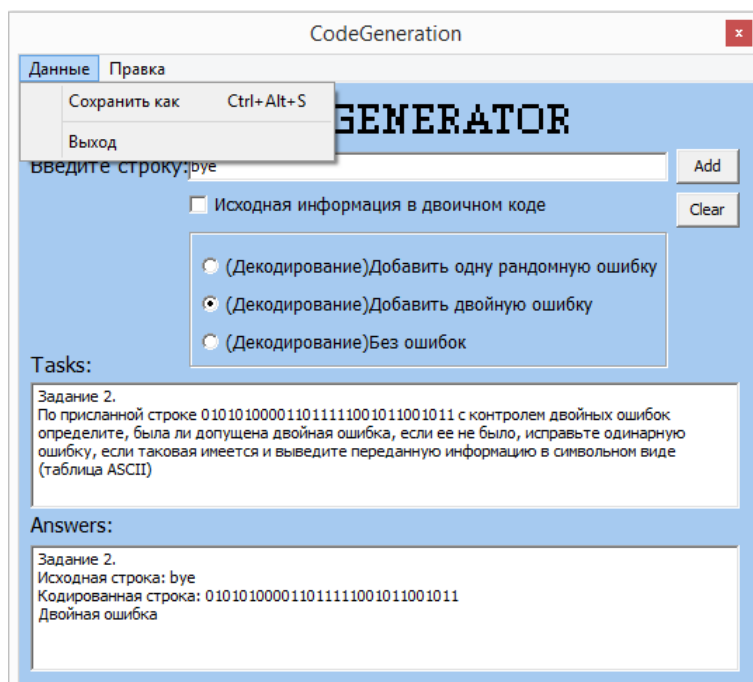 CodeGeneration
x
Данные Правка
Сохранить как Ctrl+Alt+S
Выход
GENERATOR
Введите строку: bye Add
Исходная информация в двоичном коде Clear
(Декодирование)Добавить одну рандомную ошибку
(Декодирование)Добавить двойную ошибку
(Декодирование)Без ошибок
Tasks:
Задание 2.
По присланной строке 010101000011011111001011001011 с контролем двойных ошибок
определите, была ли допущена двойная ошибка, если ее не было, исправьте одинарную
ошибку, если таковая имеется и выведите переданную информацию в символьном виде
(таблица ASCII)
Answers:
Задание 2.
Исходная строка: bye
Кодированная строка: 010101000011011111001011001011
Двойная ошибка